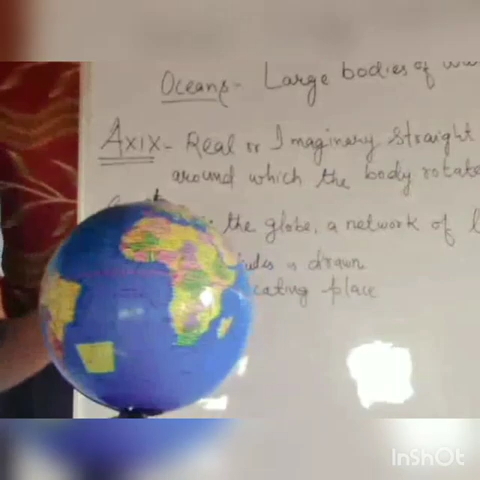 Oceans - Large bodies of
Axix - Real or Imaginary straight
around which the body rotate
the globe, a network of
is drawn
place
InShOt